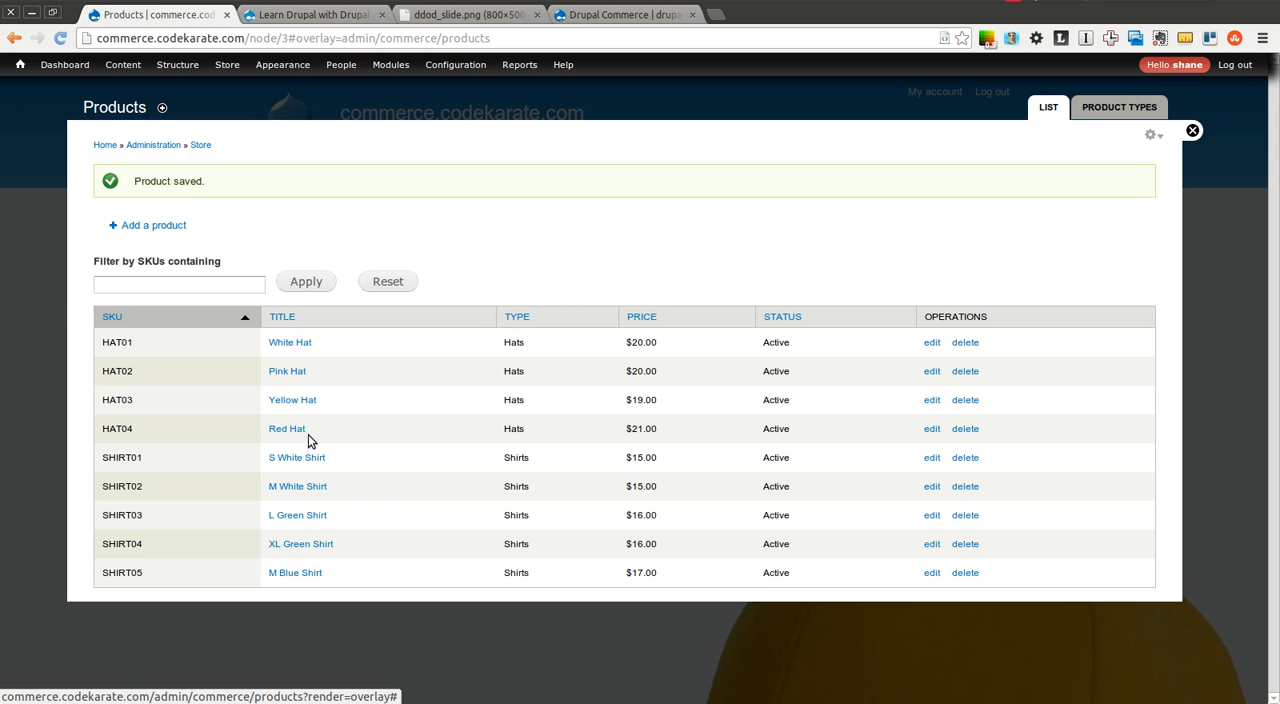 Products | commerce.cod
Learn Drupal with Drupal
ddod_slide.png (800×500
Drupal Commerce | drupa
commerce.codekarate.com/node/3#overlay=admin/commerce/products
Dashboard Content Structure Store Appearance People Modules Configuration Reports Help Hello shane Log out
My account Log out
Products
commerce.codekarate.com
LIST PRODUCT TYPES
Home » Administration » Store
Product saved.
+ Add a product
Filter by SKUs containing
Apply Reset
SKU TITLE TYPE PRICE STATUS OPERATIONS
HAT01 White Hat Hats $20.00 Active edit delete
HAT02 Pink Hat Hats $20.00 Active edit delete
HAT03 Yellow Hat Hats $19.00 Active edit delete
HAT04 Red Hat Hats $21.00 Active edit delete
SHIRT01 S White Shirt Shirts $15.00 Active edit delete
SHIRT02 M White Shirt Shirts $15.00 Active edit delete
SHIRT03 L Green Shirt Shirts $16.00 Active edit delete
SHIRT04 XL Green Shirt Shirts $16.00 Active edit delete
SHIRT05 M Blue Shirt Shirts $17.00 Active edit delete
commerce.codekarate.com/admin/commerce/products?render=overlay#